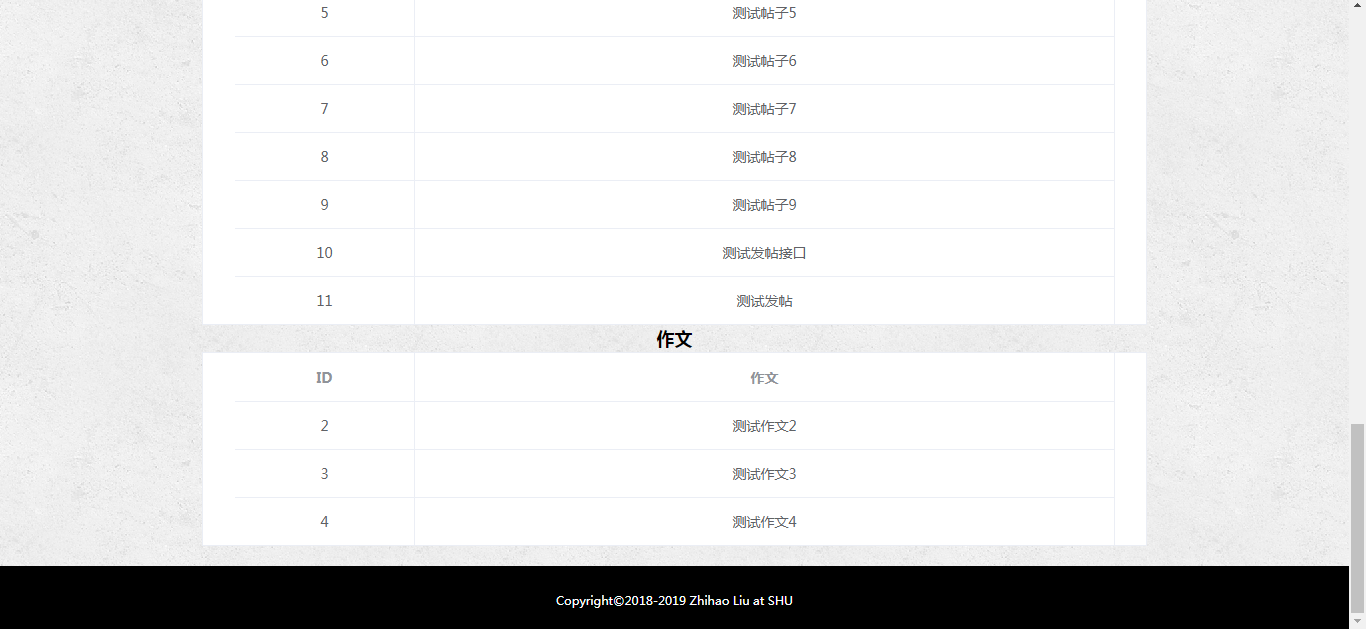 5 测试帖子5
6 测试帖子6
7 测试帖子7
8 测试帖子8
9 测试帖子9
10 测试发帖接口
11 测试发帖
作文
ID 作文
2 测试作文2
3 测试作文3
4 测试作文4
Copyright©2018-2019 Zhihao Liu at SHU